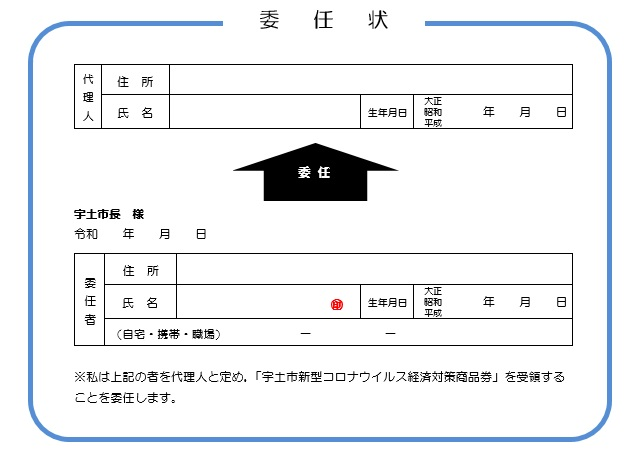 委 任 状
代理人
住 所
氏 名 生年月日 大正 昭和 平成 年 月 日
委 任
宇土市長 様
令和 年 月 日
委任者
住 所
氏 名 ㊞ 生年月日 大正 昭和 平成 年 月 日
（自宅・携帯・職場） ー ー
※私は上記の者を代理人と定め，「宇土市新型コロナウイルス経済対策商品券」を受領する
ことを委任します。